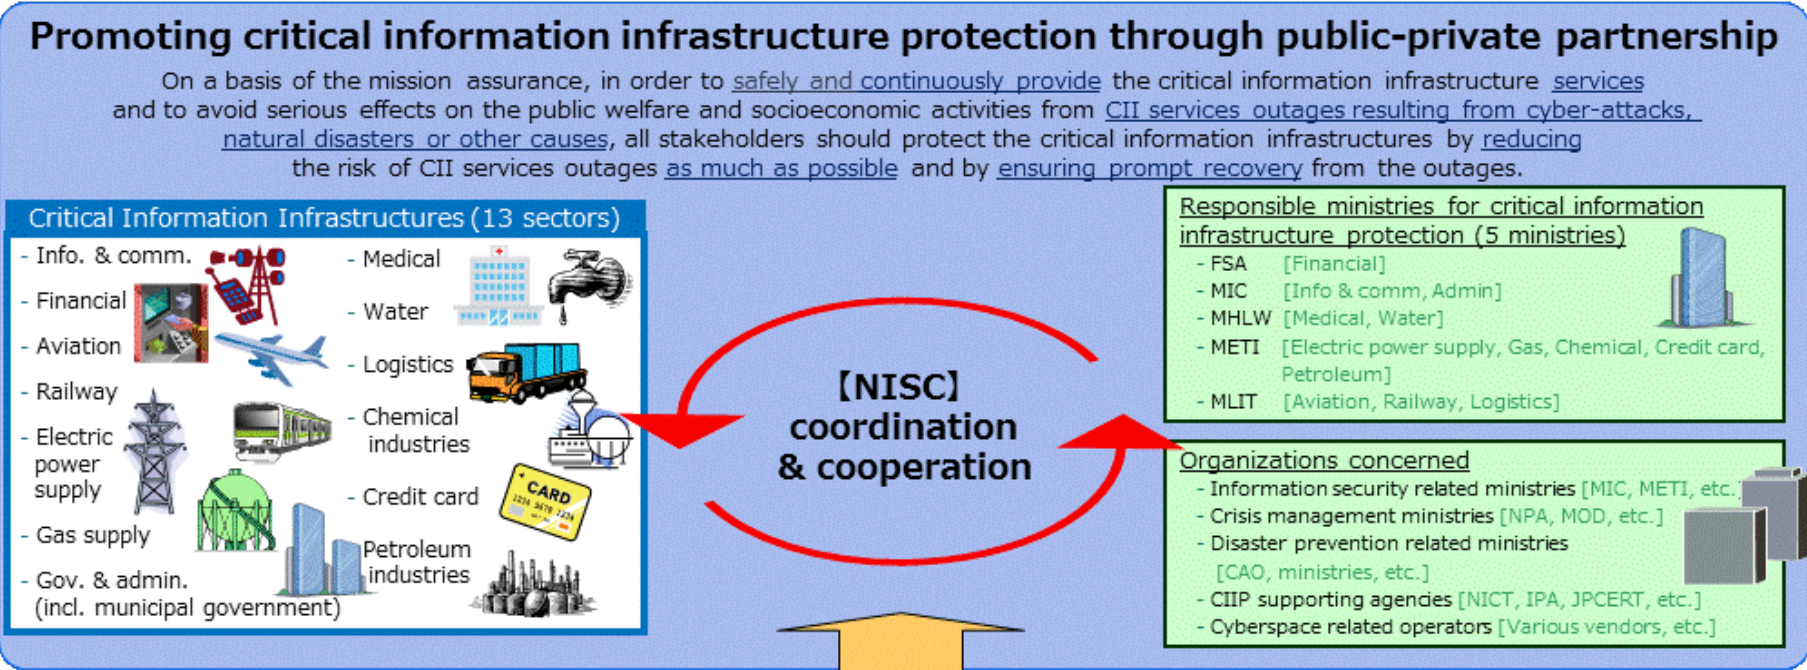 Promoting critical information infrastructure protection through public-private partnership
On a basis of the mission assurance, in order to safely and continuously provide the critical information infrastructure services
and to avoid serious effects on the public welfare and socioeconomic activities from CII services outages resulting from cyber-attacks,
natural disasters or other causes, all stakeholders should protect the critical information infrastructures by reducing
the risk of CII services outages as much as possible and by ensuring prompt recovery from the outages.
Critical Information Infrastructures (13 sectors)
- Info. & comm.
- Financial
- Aviation
- Railway
- Electric
power
supply
- Gas supply
- Gov. & admin.
(incl. municipal government)
- Medical
- Water
- Logistics
- Chemical
industries
- Credit card
- Petroleum
industries
CARD
1234 5678 1234
【NISC】
coordination
& cooperation
Responsible ministries for critical information
infrastructure protection (5 ministries)
- FSA [Financial]
- MIC [Info & comm, Admin]
- MHLW [Medical, Water]
- METI [Electric power supply, Gas, Chemical, Credit card,
Petroleum]
- MLIT [Aviation, Railway, Logistics]
Organizations concerned
- Information security related ministries [MIC, METI, etc.]
- Crisis management ministries [NPA, MOD, etc.]
- Disaster prevention related ministries
[CAO, ministries, etc.]
- CIIP supporting agencies [NICT, IPA, JPCERT, etc.]
- Cyberspace related operators [Various vendors, etc.]